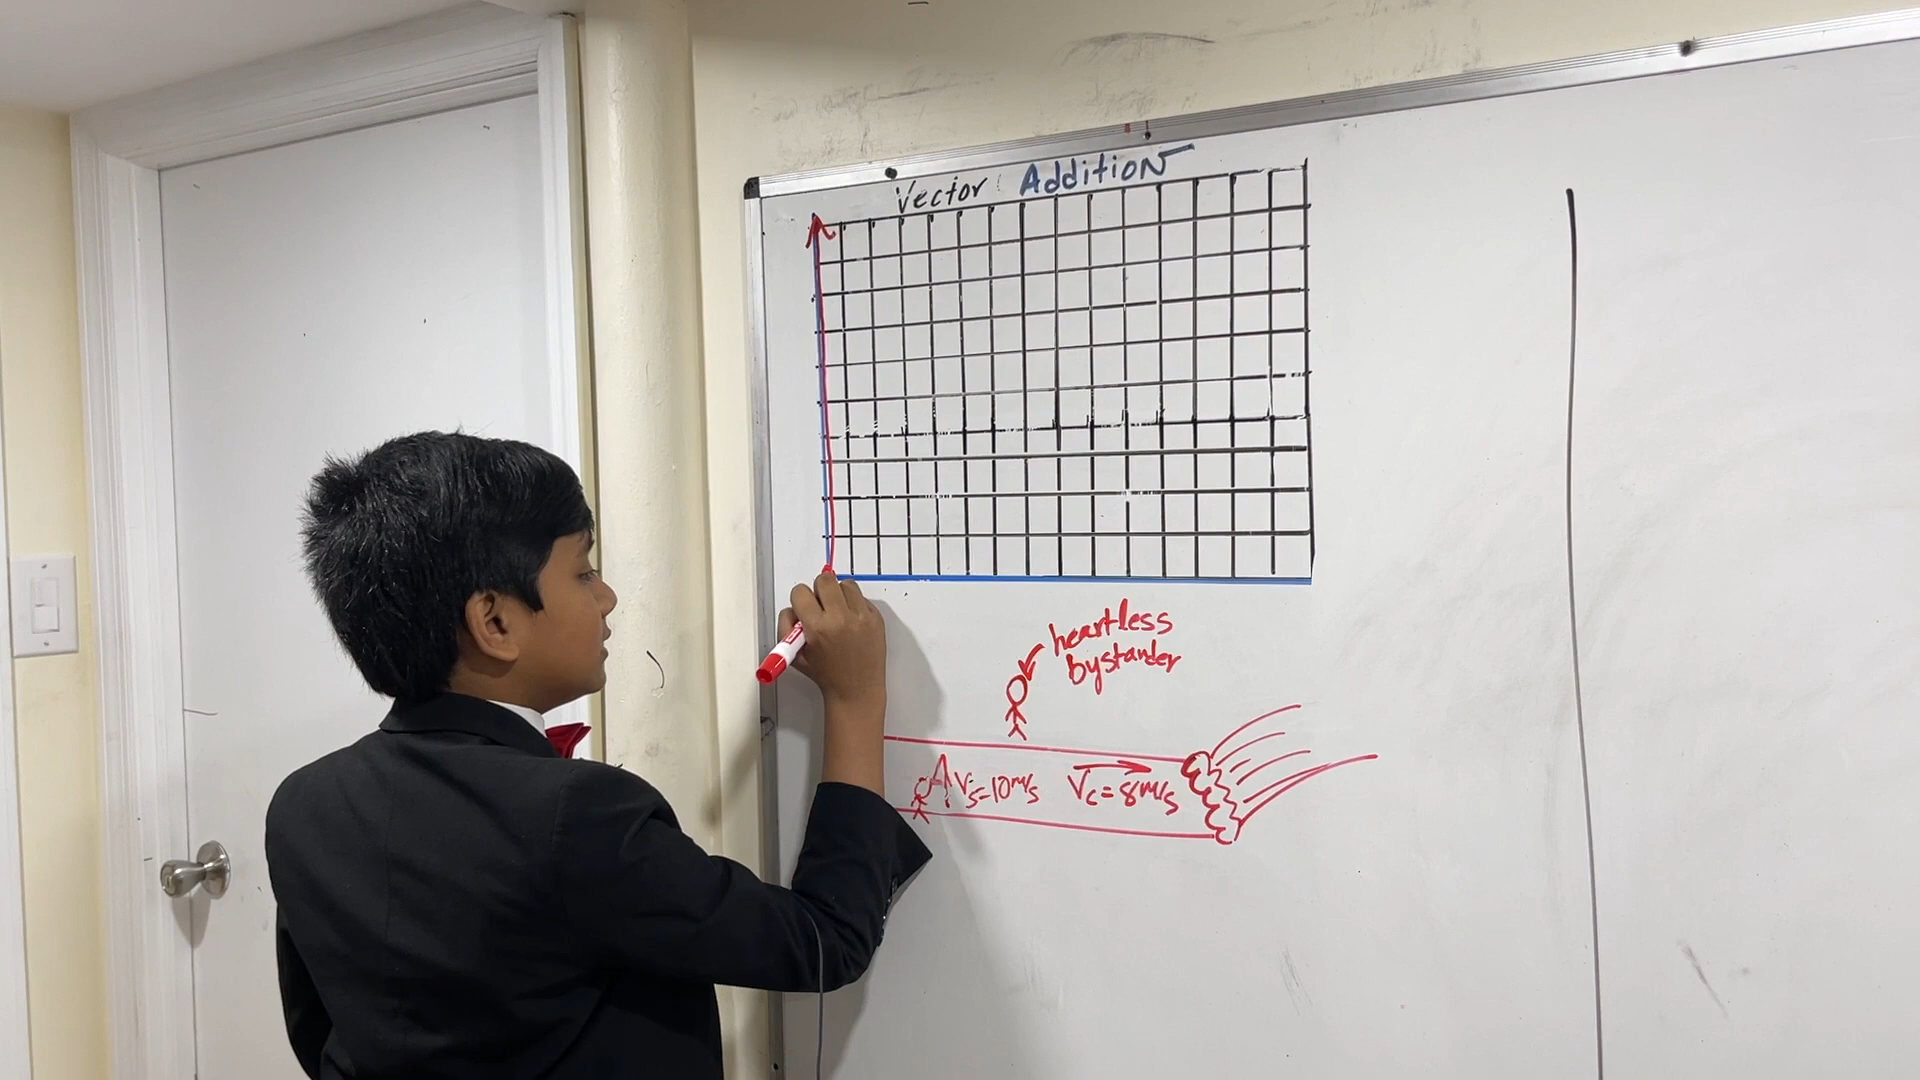 Vector Addition
heartless
bystander
Vs=10m/s Vc=8m/s